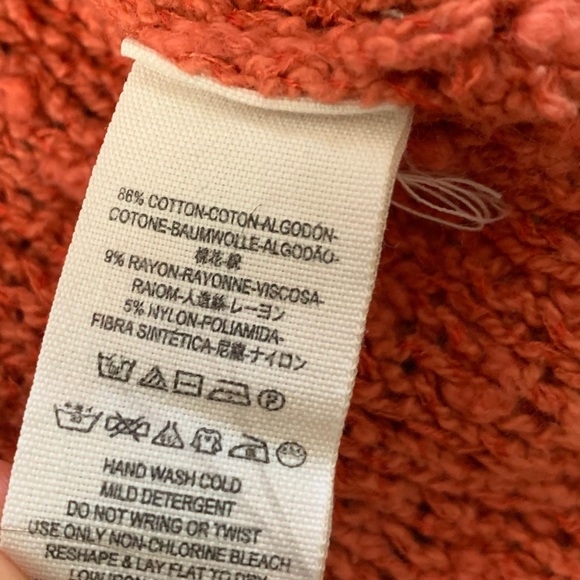 86% COTTON-COTON-ALGODÓN-
COTONE-BAUMWOLLE-ALGODÃO-
棉花-綿
9% RAYON-RAYONNE-VISCOSA-
RAIOM-人造絲-レーヨン
5% NYLON-POLIAMIDA-
FIBRA SINTÉTICA-尼龍-ナイロン
HAND WASH COLD
MILD DETERGENT
DO NOT WRING OR TWIST
USE ONLY NON-CHLORINE BLEACH
RESHAPE & LAY FLAT TO DRY
LOW IRON